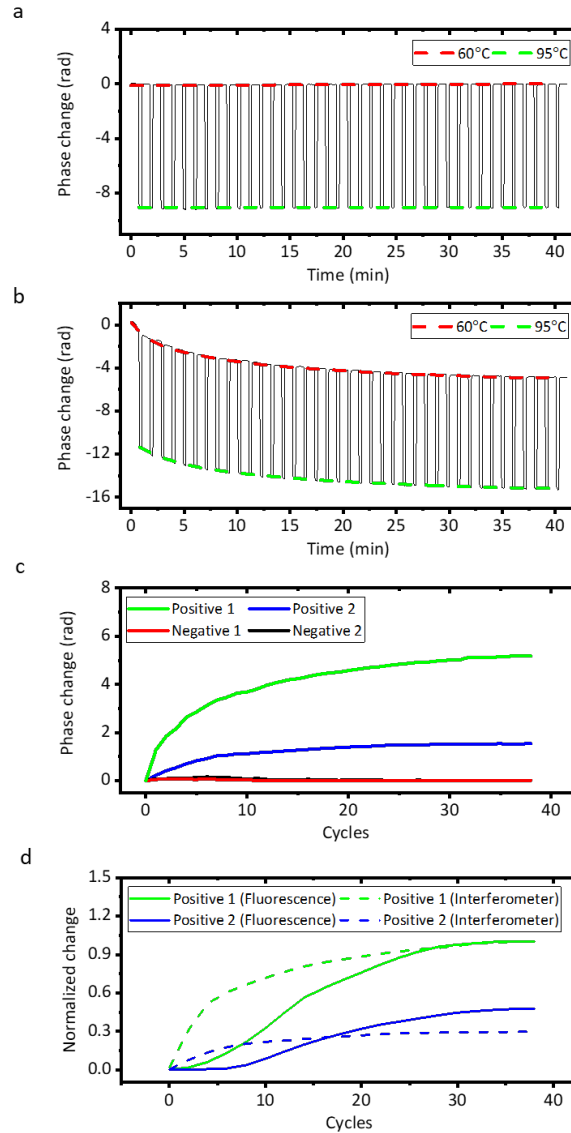 a
4
0
-4
-8
Phase change (rad)
60°C 95°C
0 5 10 15 20 25 30 35 40
Time (min)
b
0
-4
-8
-12
-16
Phase change (rad)
60°C 95°C
0 5 10 15 20 25 30 35 40
Time (min)
c
8
6
4
2
0
Phase change (rad)
Positive 1 Positive 2
Negative 1 Negative 2
0 10 20 30 40
Cycles
d
1.5
1.2
0.9
0.6
0.3
0.0
Normalized change
Positive 1 (Fluorescence) Positive 1 (Interferometer)
Positive 2 (Fluorescence) Positive 2 (Interferometer)
0 10 20 30 40
Cycles